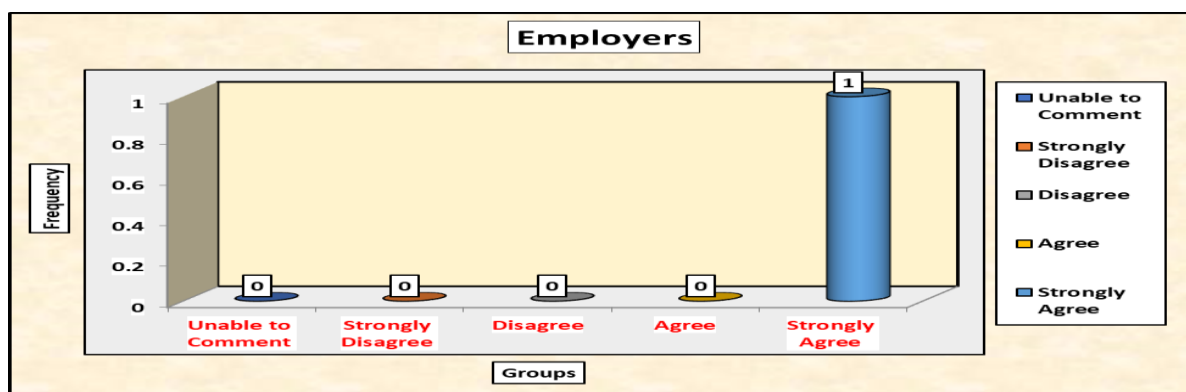 Employers
Frequency
1
0.8
0.6
0.4
0.2
0
0
0
0
0
1
Unable to
Comment
Strongly
Disagree
Disagree
Agree
Strongly
Agree
Groups
Unable to
Comment
Strongly
Disagree
Disagree
Agree
Strongly
Agree